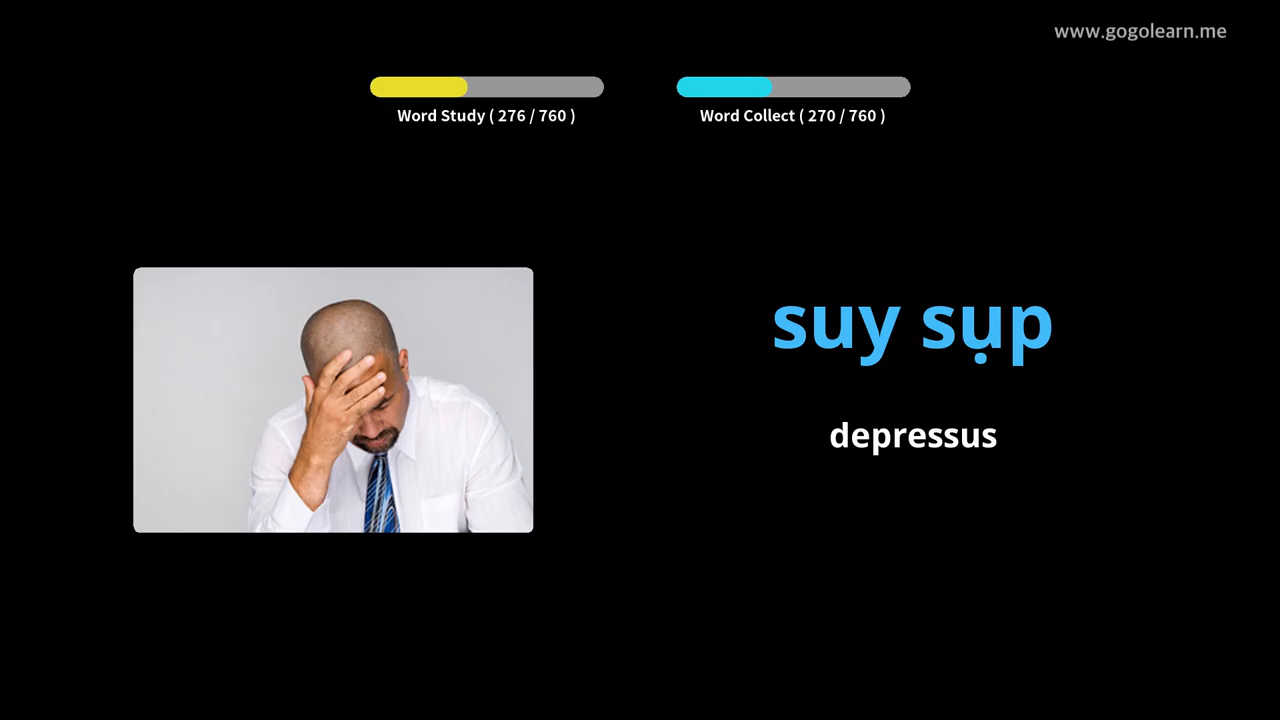 www.gogolearn.me
Word Study ( 276 / 760 )
Word Collect ( 270 / 760 )
suy sụp
depressus